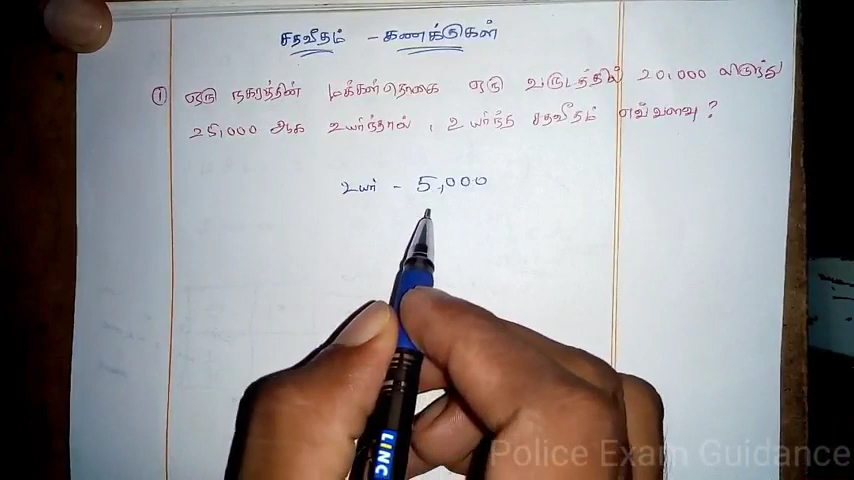 சதவீதம் - கணக்குகள்
① ஒரு நகரத்தின் மக்கள்தொகை ஒரு வருடத்தில் 20,000 லிருந்து
25,000 ஆக உயர்ந்தால், உயர்ந்த சதவீதம் எவ்வளவு?
உயர் - 5,000
LINC
Police Exam Guidance